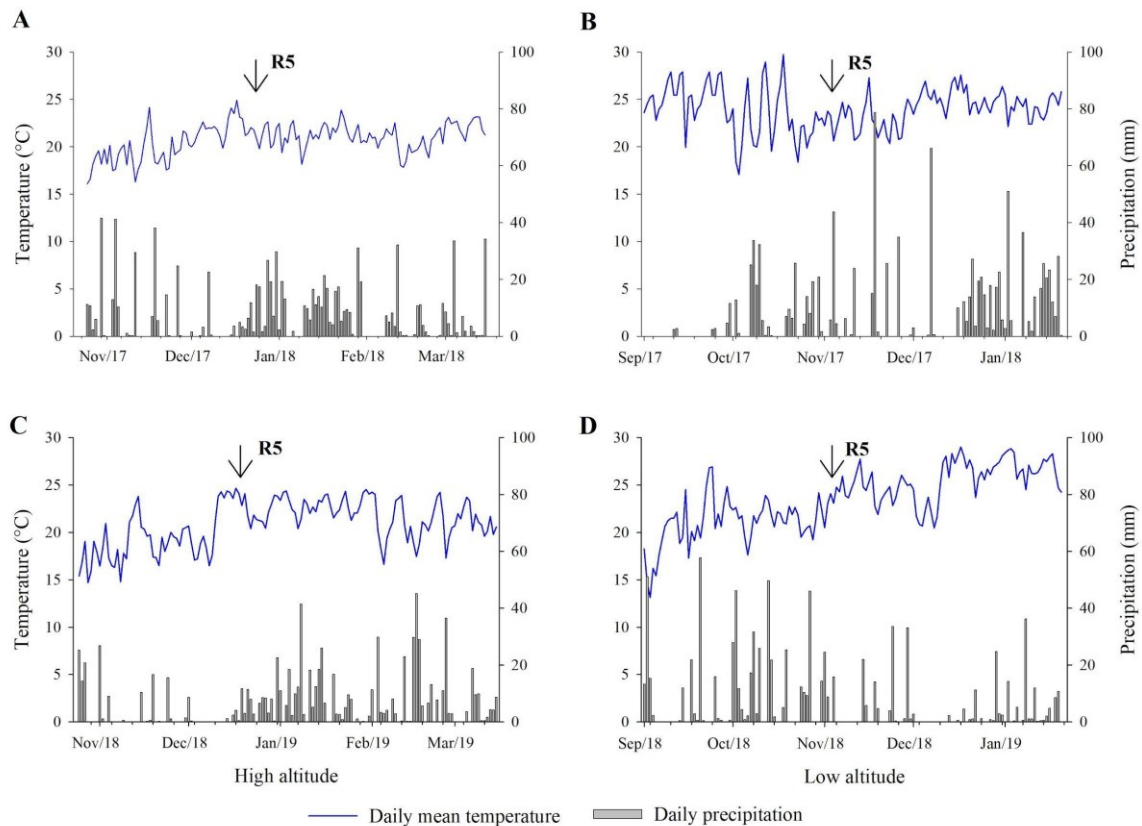 A
B
30
25
20
15
10
5
0
100
80
60
40
20
0
30
25
20
15
10
5
0
100
80
60
40
20
0
R5
R5
Temperature (°C)
Precipitation (mm)
Nov/17 Dec/17 Jan/18 Feb/18 Mar/18
Sep/17 Oct/17 Nov/17 Dec/17 Jan/18
C
D
30
25
20
15
10
5
0
100
80
60
40
20
0
30
25
20
15
10
5
0
100
80
60
40
20
0
R5
R5
Temperature (°C)
Precipitation (mm)
Nov/18 Dec/18 Jan/19 Feb/19 Mar/19
Sep/18 Oct/18 Nov/18 Dec/18 Jan/19
High altitude
Low altitude
Daily mean temperature Daily precipitation